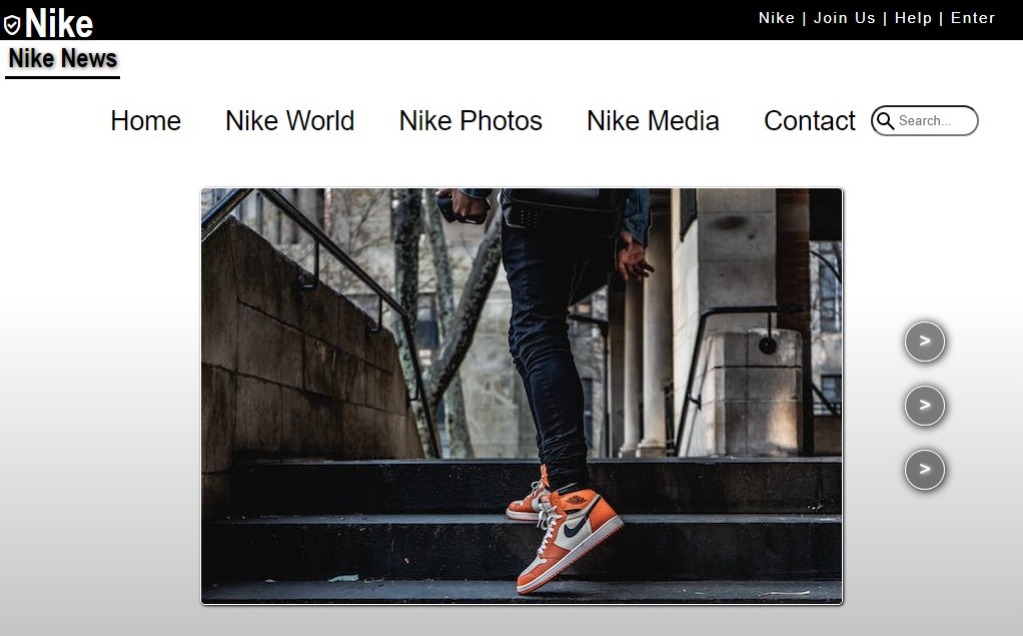 Nike
Nike | Join Us | Help | Enter
Nike News
Home Nike World Nike Photos Nike Media Contact Search...
>
>
>